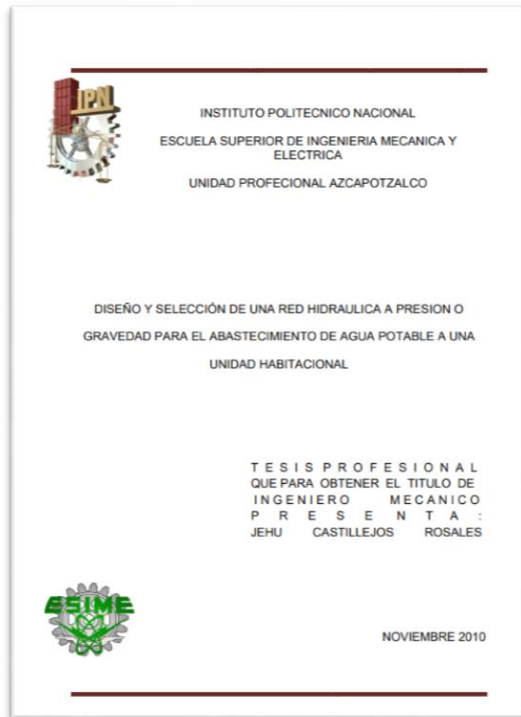 IPN
INSTITUTO POLITECNICO NACIONAL
ESCUELA SUPERIOR DE INGENIERIA MECANICA Y
ELECTRICA
UNIDAD PROFECIONAL AZCAPOTZALCO
DISEÑO Y SELECCIÓN DE UNA RED HIDRAULICA A PRESION O
GRAVEDAD PARA EL ABASTECIMIENTO DE AGUA POTABLE A UNA
UNIDAD HABITACIONAL
T E S I S P R O F E S I O N A L
QUE PARA OBTENER EL TITULO DE
I N G E N I E R O M E C A N I C O
P R E S E N T A :
JEHU CASTILLEJOS ROSALES
ESIME
NOVIEMBRE 2010